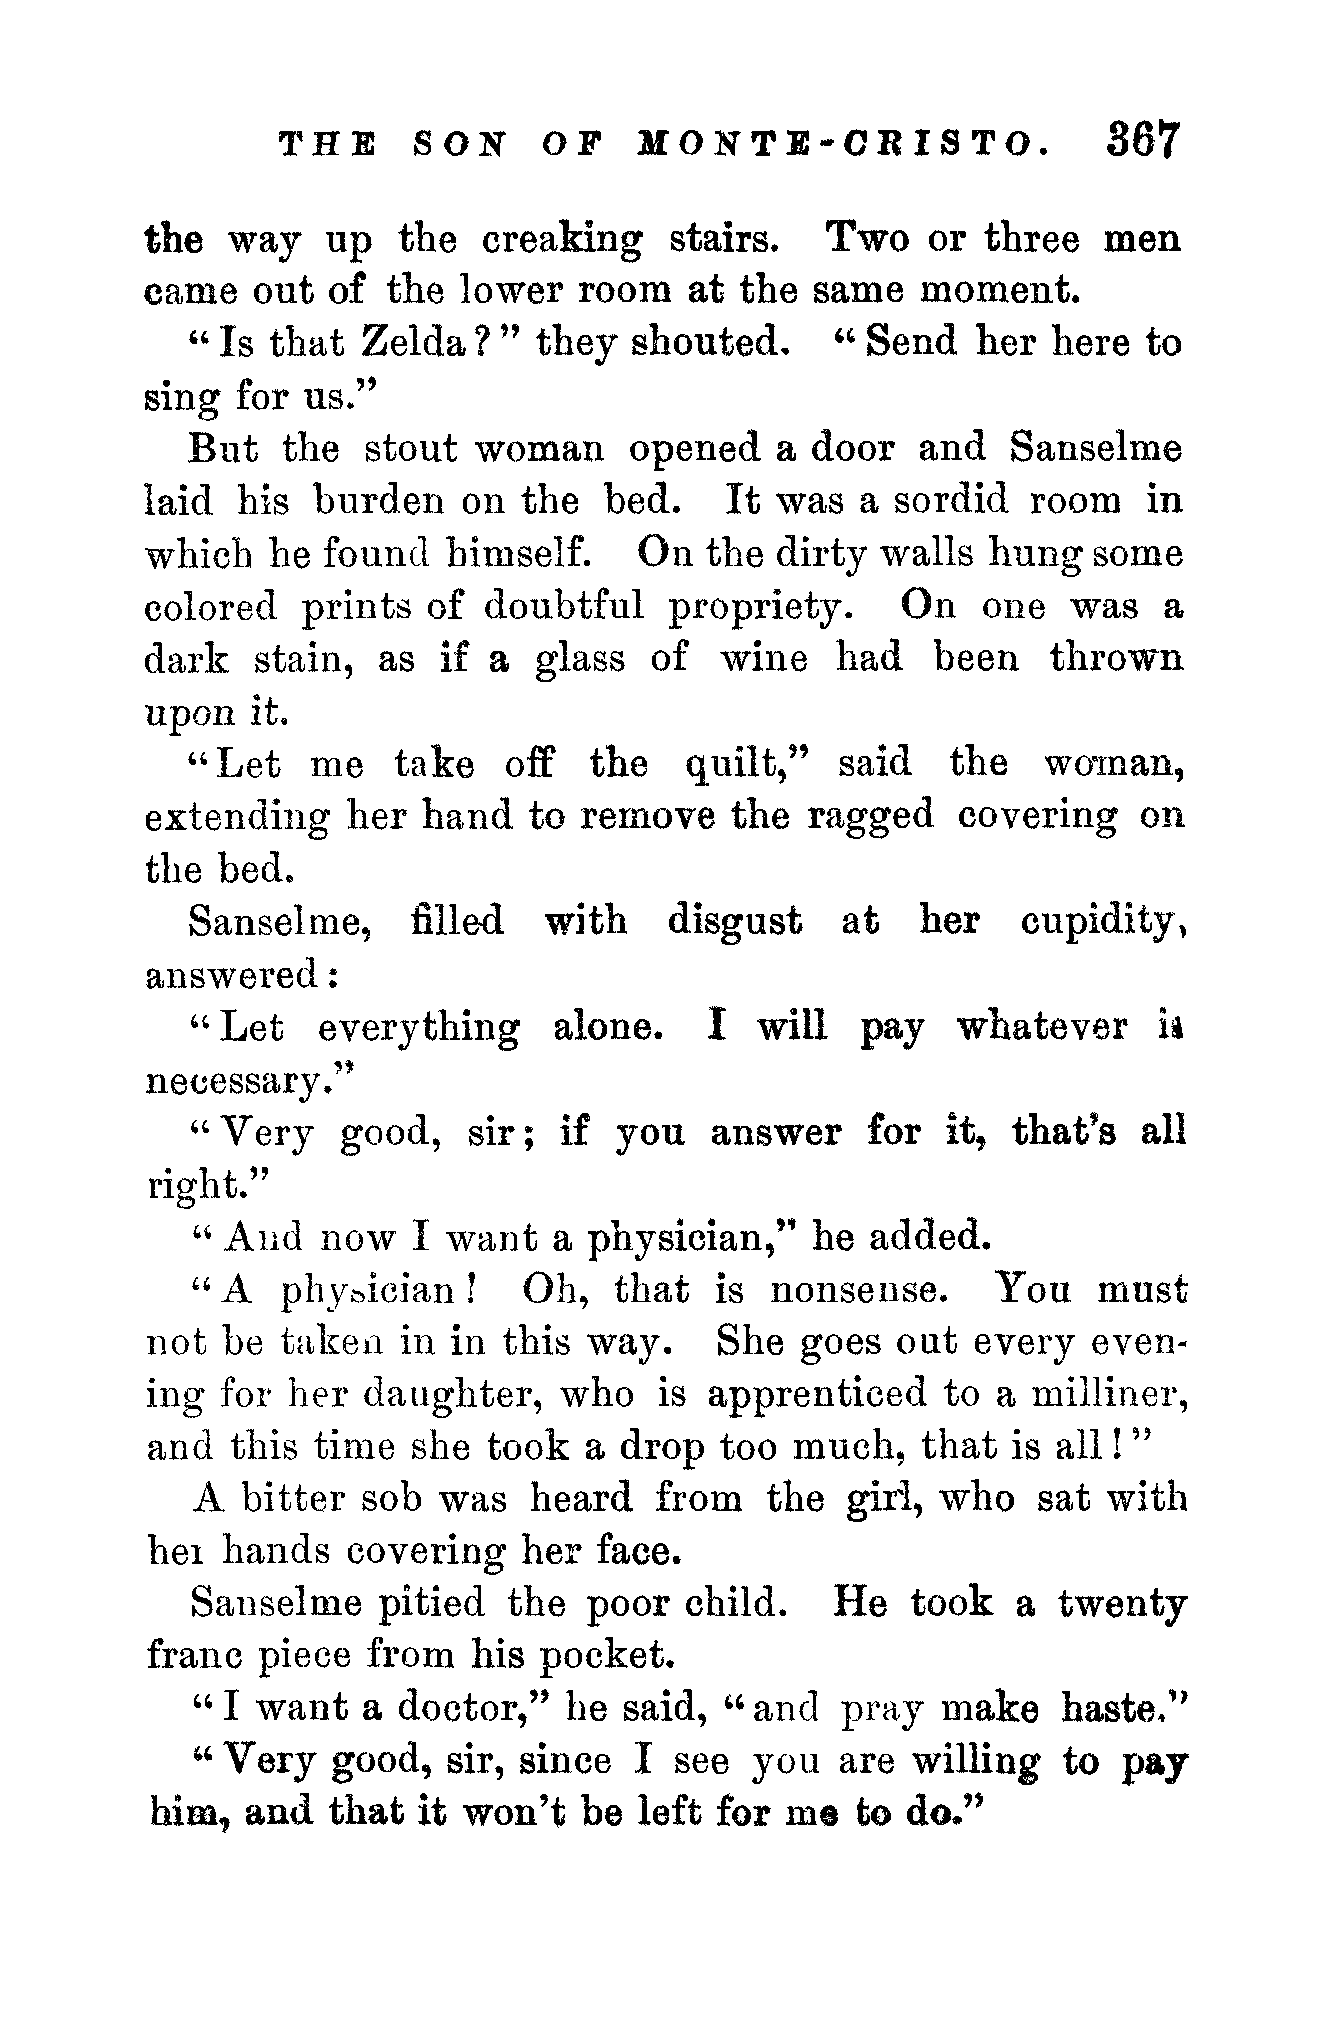 THE SON OF MONTE-CRISTO. 367
the way up the creaking stairs. Two or three men
came out of the lower room at the same moment.
“Is that Zelda?” they shouted. “Send her here to
sing for us.”
But the stout woman opened a door and Sanselme
laid his burden on the bed. It was a sordid room in
which he found himself. On the dirty walls hung some
colored prints of doubtful propriety. On one was a
dark stain, as if a glass of wine had been thrown
upon it.
“Let me take off the quilt,” said the woman,
extending her hand to remove the ragged covering on
the bed.
Sanselme, filled with disgust at her cupidity,
answered:
“Let everything alone. I will pay whatever is
necessary.”
“Very good, sir; if you answer for it, that’s all
right.”
“And now I want a physician,” he added.
“A physician! Oh, that is nonsense. You must
not be taken in in this way. She goes out every even-
ing for her daughter, who is apprenticed to a milliner,
and this time she took a drop too much, that is all!”
A bitter sob was heard from the girl, who sat with
her hands covering her face.
Sanselme pitied the poor child. He took a twenty
franc piece from his pocket.
“I want a doctor,” he said, “and pray make haste.”
“Very good, sir, since I see you are willing to pay
him, and that it won’t be left for me to do.”